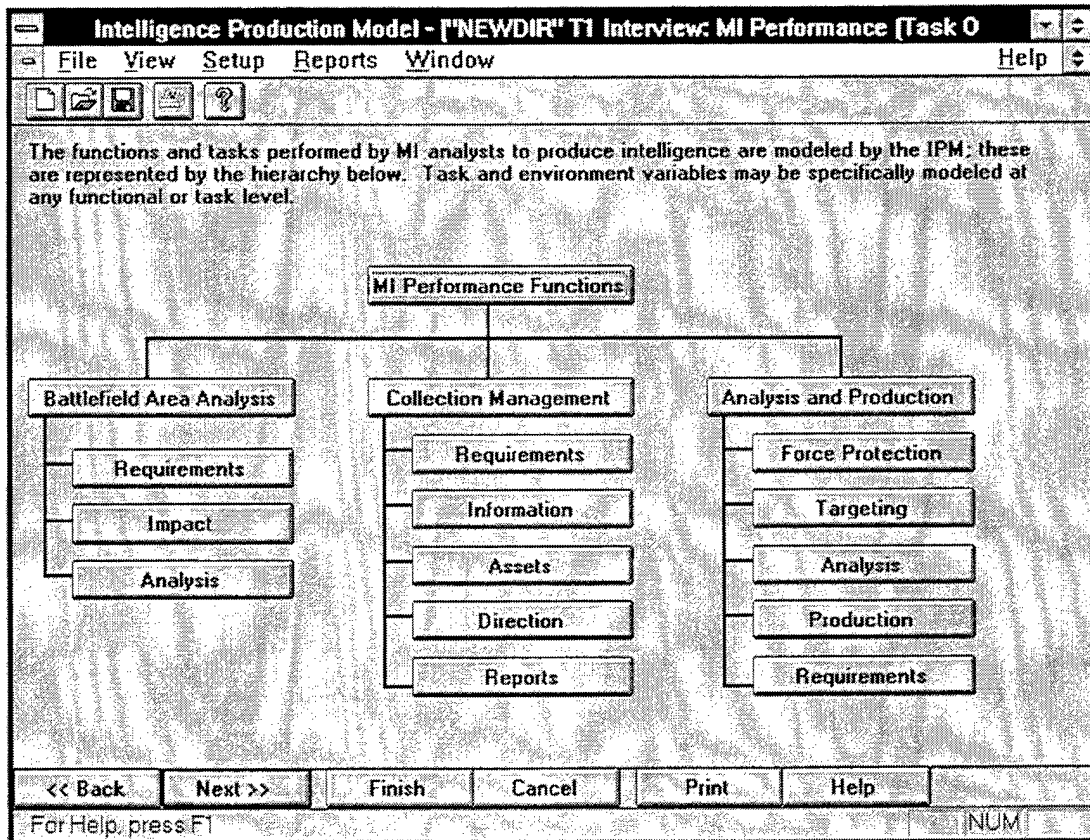 Intelligence Production Model - ["NEWDIR" T1 Interview: MI Performance (Task O
File View Setup Reports Window Help
The functions and tasks performed by MI analysts to produce intelligence are modeled by the IPM; these
are represented by the hierarchy below. Task and environment variables may be specifically modeled at
any functional or task level.
MI Performance Functions
Battlefield Area Analysis
Requirements
Impact
Analysis
Collection Management
Requirements
Information
Assets
Direction
Reports
Analysis and Production
Force Protection
Targeting
Analysis
Production
Requirements
<< Back Next >> Finish Cancel Print Help
For Help, press F1 NUM